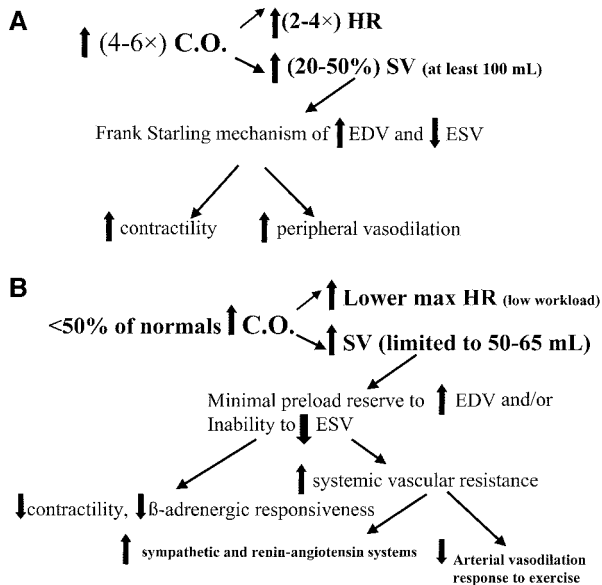 A
(4-6×) C.O.
(2-4×) HR
(20-50%) SV (at least 100 mL)
Frank Starling mechanism of EDV and ESV
contractility
peripheral vasodilation
B
<50% of normals C.O.
Lower max HR (low workload)
SV (limited to 50-65 mL)
Minimal preload reserve to EDV and/or
Inability to ESV
systemic vascular resistance
contractility, ß-adrenergic responsiveness
sympathetic and renin-angiotensin systems
Arterial vasodilation
response to exercise